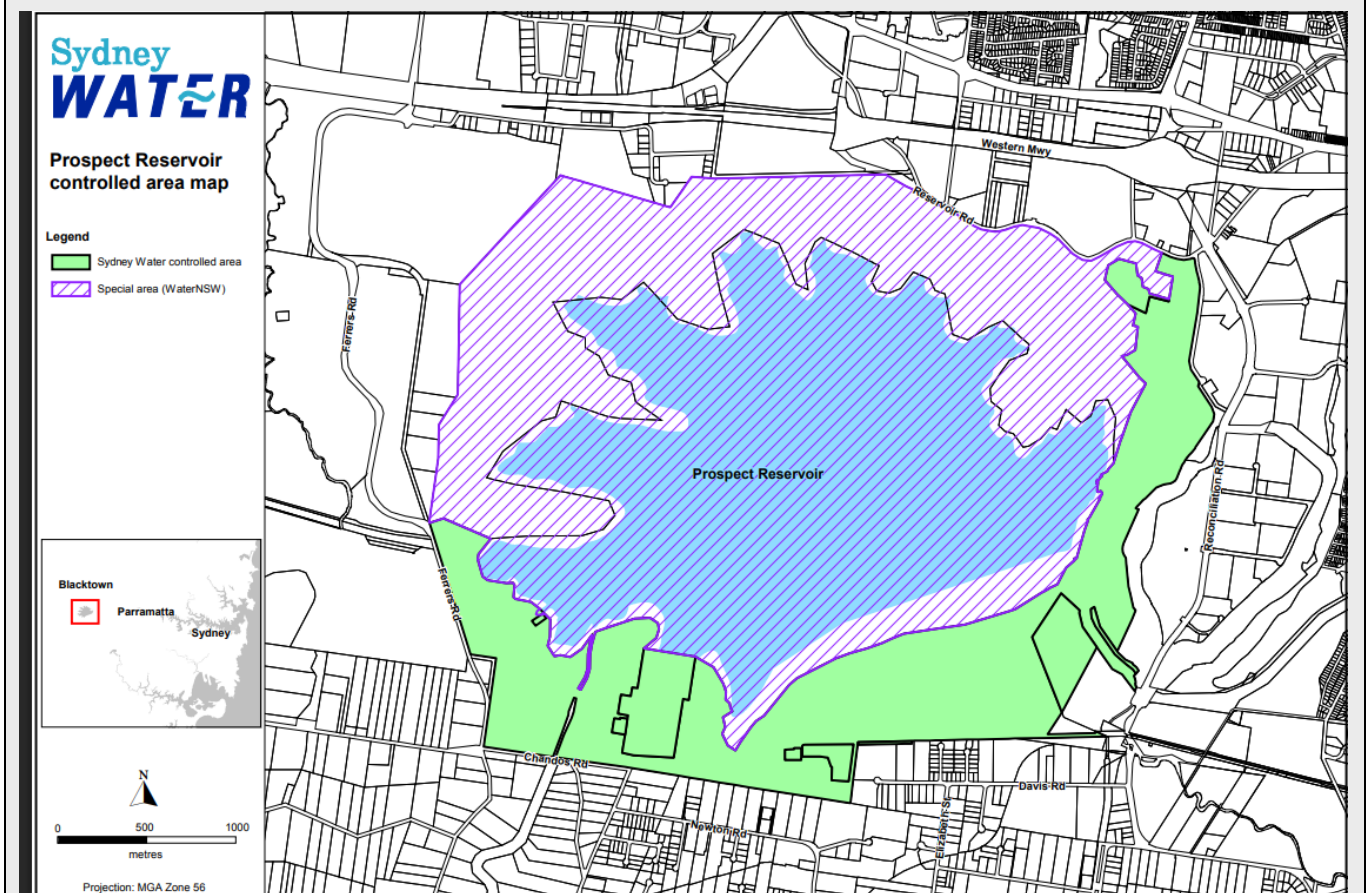 Sydney
WATER
Prospect Reservoir
controlled area map
Legend
Sydney Water controlled area
Special area (WaterNSW)
Blacktown
Parramatta
Sydney
N
0 500 1000
metres
Projection: MGA Zone 56
Western Mwy
Reservoir Rd
Ferrers Rd
Prospect Reservoir
Reconciliation Rd
Ferrers Rd
Chandos Rd
Davis Rd
Newton Rd
Elizabeth St